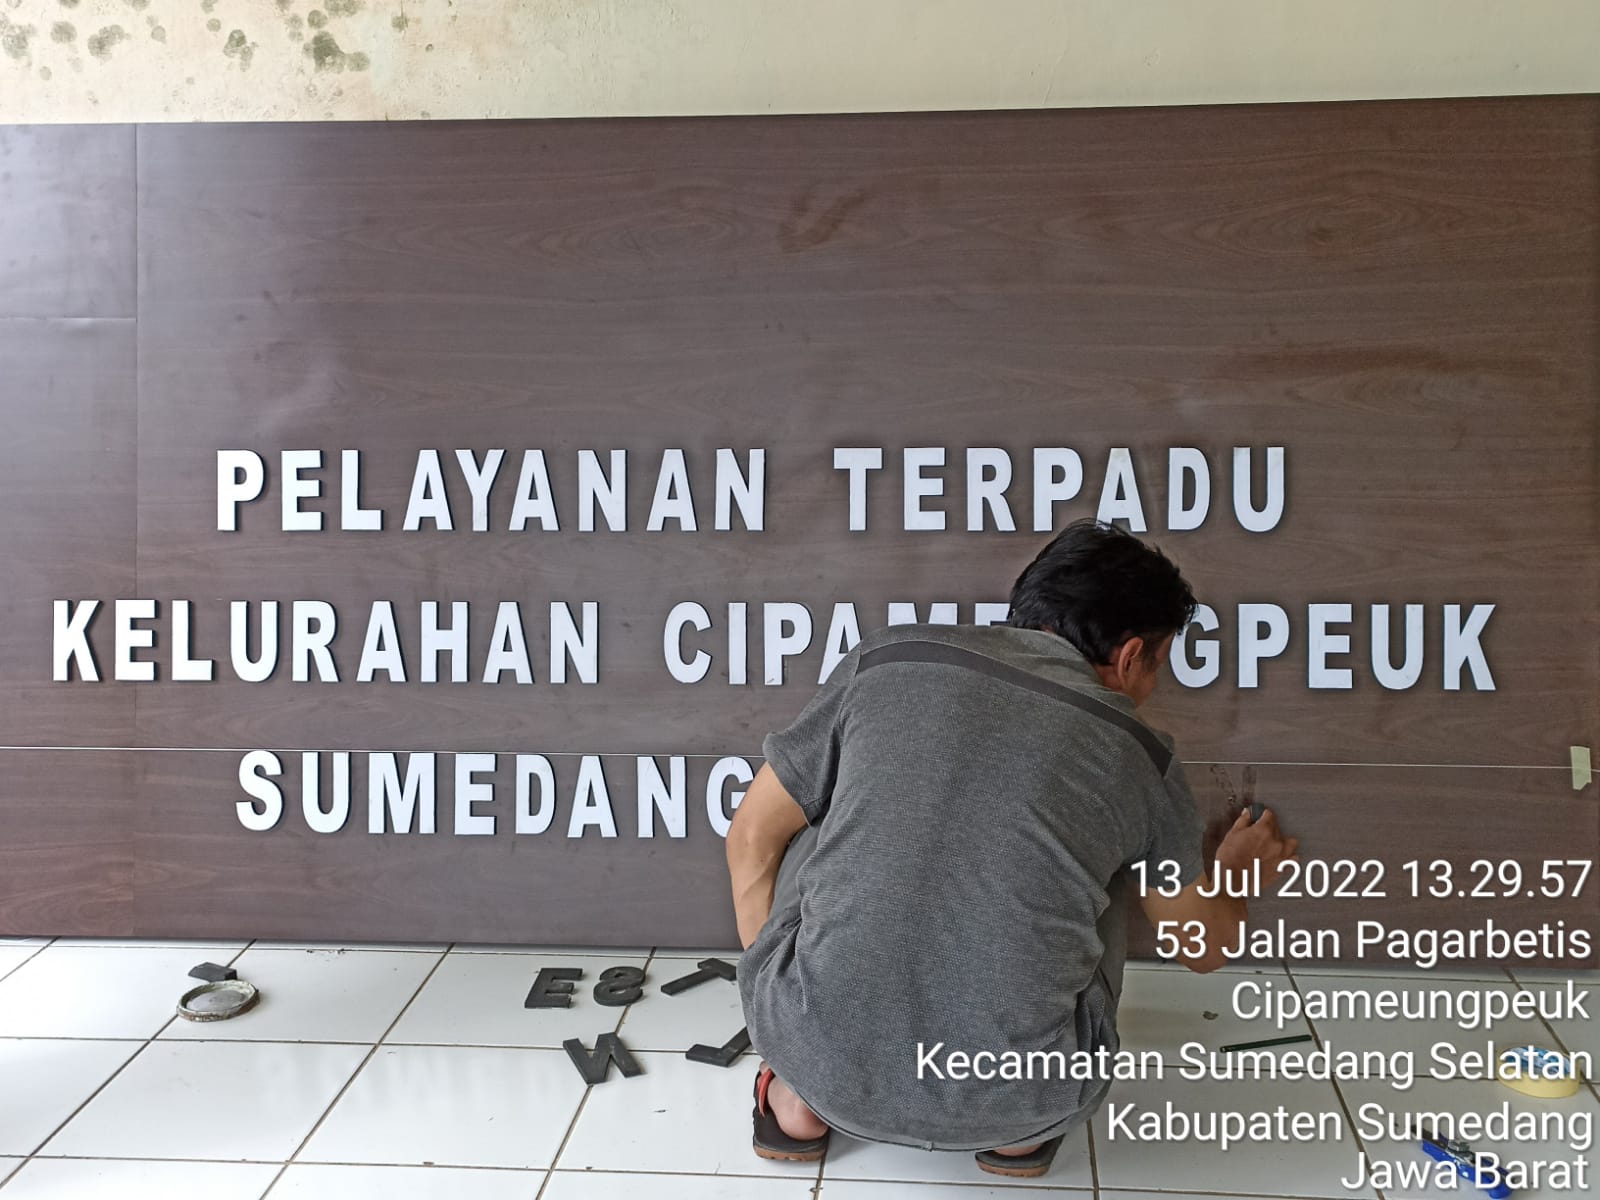 PELAYANAN TERPADU
KELURAHAN GPEUK
SUMEDANG
13 Jul 2022 13.29.57
53 Jalan Pagarbetis
Cipameungpeuk
Kecamatan Sumedang Selatan
Kabupaten Sumedang
Jawa Barat